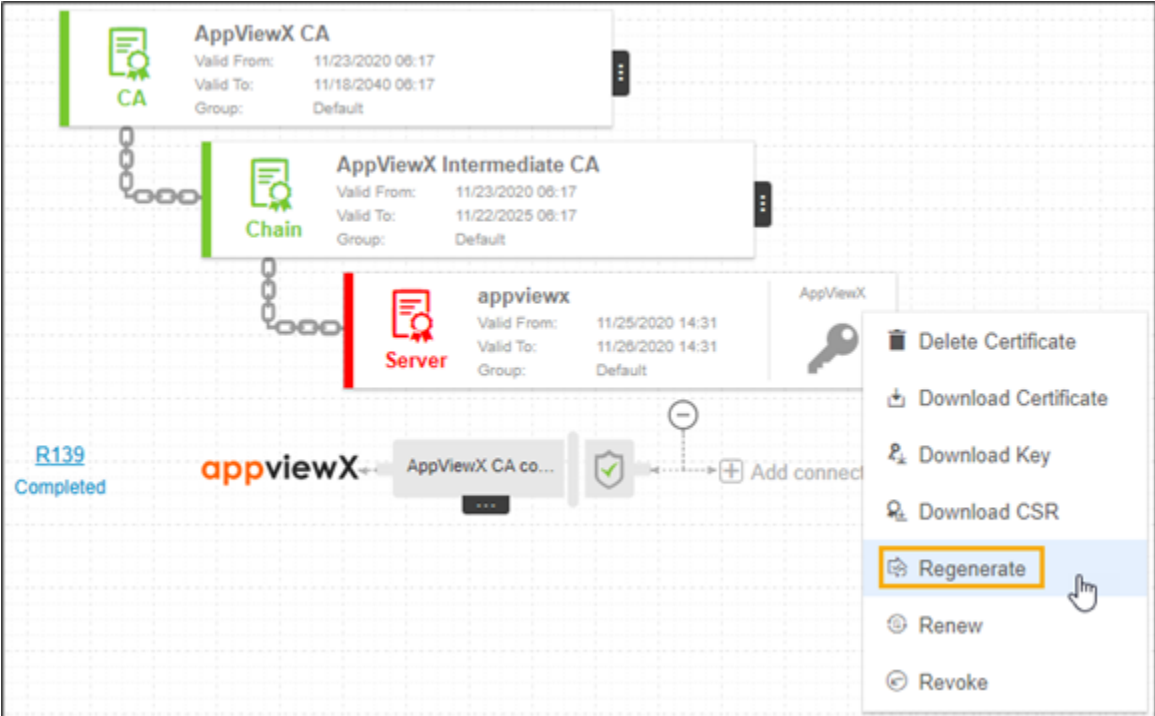 AppViewX CA
Valid From: 11/23/2020 06:17
Valid To: 11/18/2040 06:17
Group: Default
CA
AppViewX Intermediate CA
Valid From: 11/23/2020 06:17
Valid To: 11/22/2025 06:17
Group: Default
Chain
appviewx
Valid From: 11/25/2020 14:31
Valid To: 11/26/2020 14:31
Group: Default
Server
AppViewX
R139
Completed
appviewX
AppViewX CA co...
Add connect
Delete Certificate
Download Certificate
Download Key
Download CSR
Regenerate
Renew
Revoke